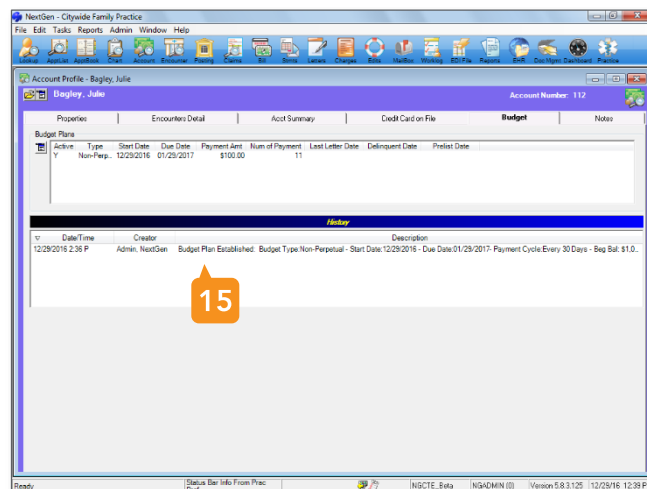 NextGen - Citywide Family Practice
File Edit Tasks Reports Admin Window Help
Lookup ApptList ApptBook Chart Account Encounter Posting Claims Bill Stmts Letters Charges Edits MailBox Worklog EDI File Reports EHR Doc Mgmt Dashboard Practice
Account Profile - Bagley, Julie
Bagley, Julie Account Number: 112
Properties Encounters Detail Acct Summary Credit Card on File Budget Notes
Budget Plans
Active Type Start Date Due Date Payment Amt Num of Payment Last Letter Date Delinquent Date Prelist Date
Y Non-Perp.. 12/29/2016 01/29/2017 $100.00 11
History
Date/Time Creator Description
12/29/2016 2:36 P Admin, NextGen Budget Plan Established: Budget Type:Non-Perpetual - Start Date:12/29/2016 - Due Date:01/29/2017- Payment Cycle:Every 30 Days - Beg Bal: $1,0..
15
Ready Status Bar Info From Prac NGCTE_Beta NGADMIN (0) Version 5.8.3.125 12/29/16 12:39 P